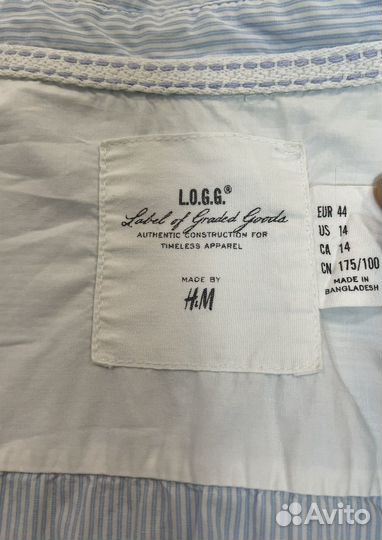 L.O.G.G.®
Label of Graded Goods
AUTHENTIC CONSTRUCTION FOR
TIMELESS APPAREL
MADE BY
H&M
EUR 44
US 14
CA 14
CN 175/100
MADE IN
BANGLADESH
Avito